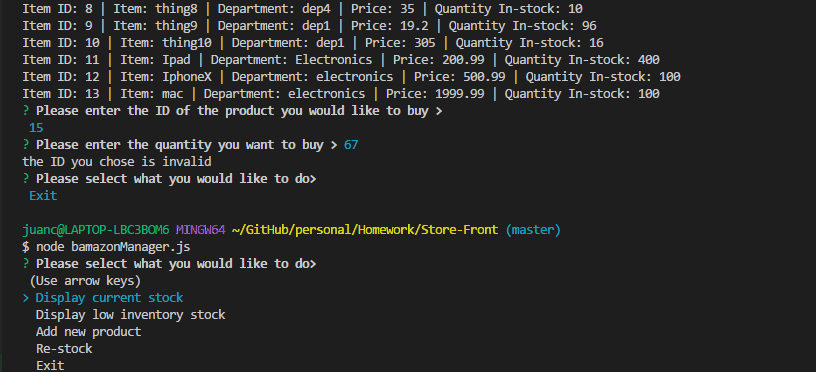 Item ID: 8 | Item: thing8 | Department: dep4 | Price: 35 | Quantity In-stock: 10
Item ID: 9 | Item: thing9 | Department: dep1 | Price: 19.2 | Quantity In-stock: 96
Item ID: 10 | Item: thing10 | Department: dep1 | Price: 305 | Quantity In-stock: 16
Item ID: 11 | Item: Ipad | Department: Electronics | Price: 200.99 | Quantity In-stock: 400
Item ID: 12 | Item: IphoneX | Department: electronics | Price: 500.99 | Quantity In-stock: 100
Item ID: 13 | Item: mac | Department: electronics | Price: 1999.99 | Quantity In-stock: 100
? Please enter the ID of the product you would like to buy >
15
? Please enter the quantity you want to buy > 67
the ID you chose is invalid
? Please select what you would like to do>
Exit
juanc@LAPTOP-LBC3BOM6 MINGW64 ~/GitHub/personal/Homework/Store-Front (master)
$ node bamazonManager.js
? Please select what you would like to do>
(Use arrow keys)
> Display current stock
Display low inventory stock
Add new product
Re-stock
Exit